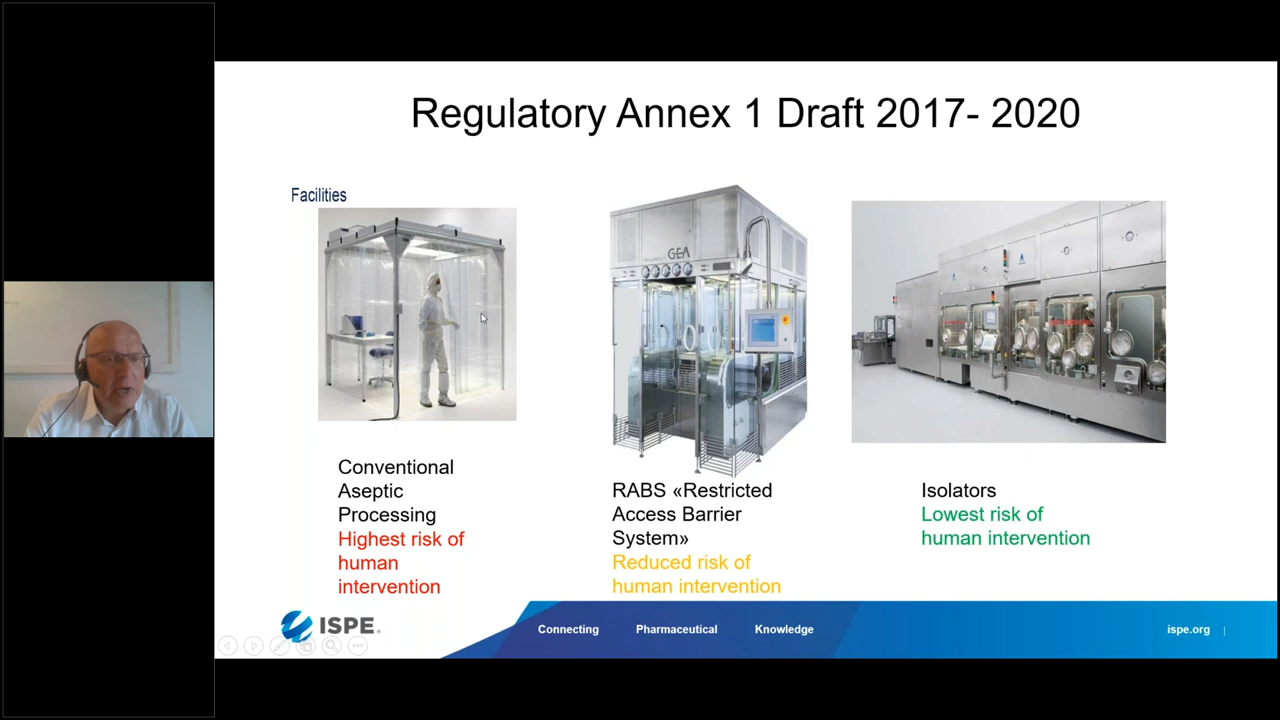 Regulatory Annex 1 Draft 2017- 2020
Facilities
GEA
Conventional
Aseptic
Processing
Highest risk of
human
intervention
RABS «Restricted
Access Barrier
System»
Reduced risk of
human intervention
Isolators
Lowest risk of
human intervention
ISPE®
Connecting
Pharmaceutical
Knowledge
ispe.org |